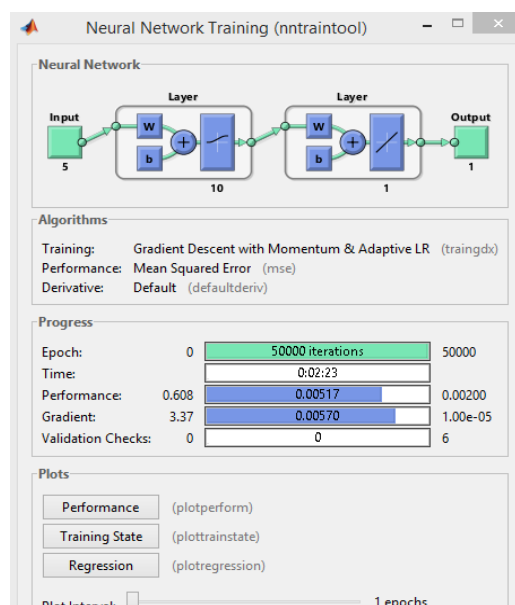 Neural Network Training (nntraintool)
Neural Network
Layer Layer
Input Output
W W
b b
5 1
10 1
Algorithms
Training: Gradient Descent with Momentum & Adaptive LR (traingdx)
Performance: Mean Squared Error (mse)
Derivative: Default (defaultderiv)
Progress
Epoch: 0 50000 iterations 50000
Time: 0:02:23
Performance: 0.608 0.00517 0.00200
Gradient: 3.37 0.00570 1.00e-05
Validation Checks: 0 0 6
Plots
Performance (plotperform)
Training State (plottrainstate)
Regression (plotregression)
Plot Interval: 1 epochs